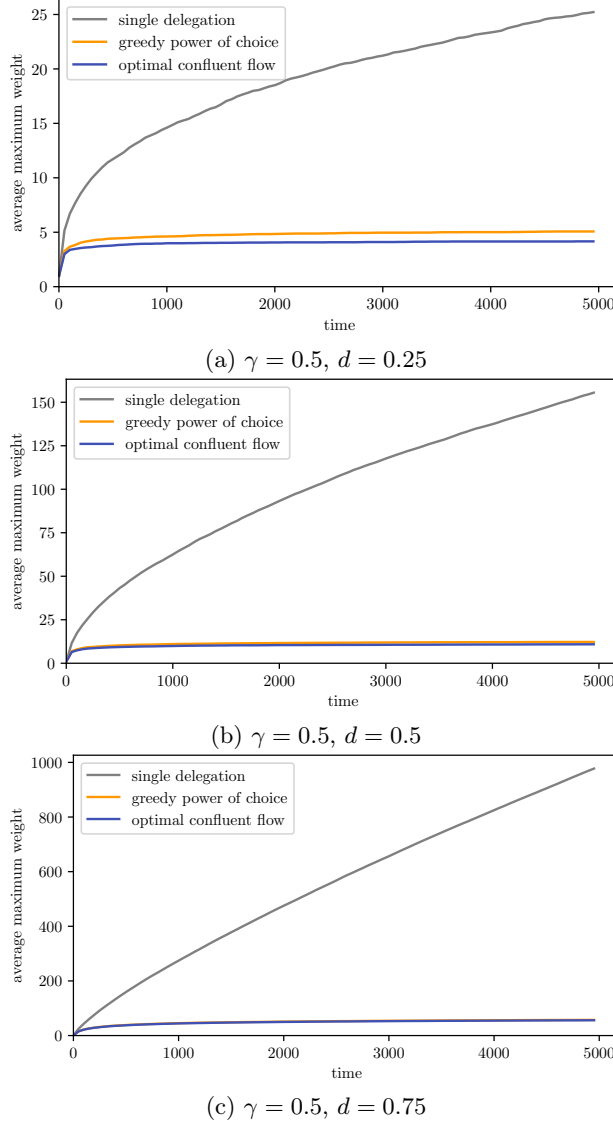 single delegation
greedy power of choice
optimal confluent flow
average maximum weight
25
20
15
10
5
0
0 1000 2000 3000 4000 5000
time
(a) γ = 0.5, d = 0.25
single delegation
greedy power of choice
optimal confluent flow
average maximum weight
150
125
100
75
50
25
0
0 1000 2000 3000 4000 5000
time
(b) γ = 0.5, d = 0.5
single delegation
greedy power of choice
optimal confluent flow
average maximum weight
1000
800
600
400
200
0
0 1000 2000 3000 4000 5000
time
(c) γ = 0.5, d = 0.75